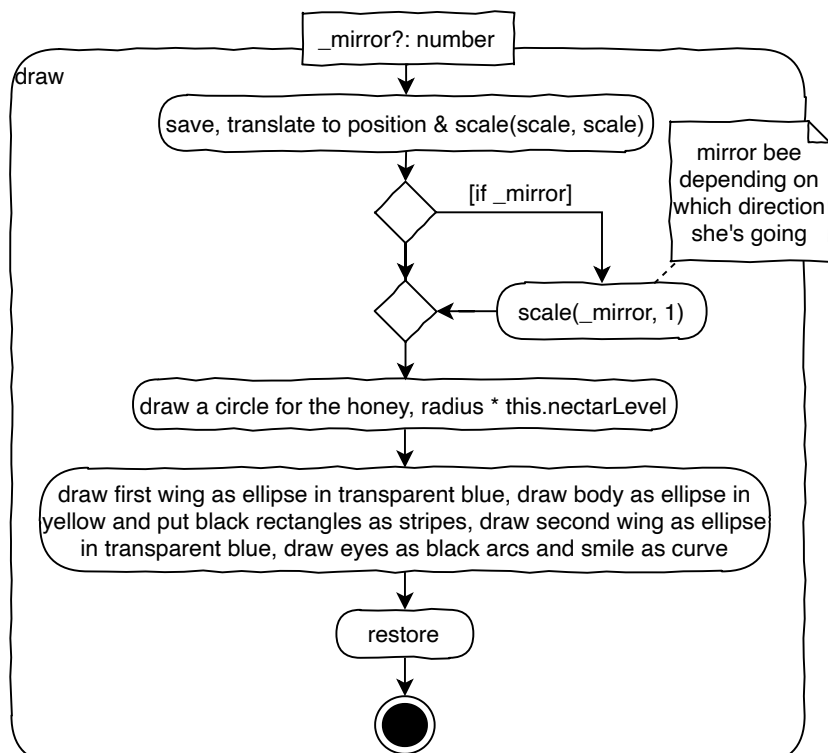 _mirror?: number
draw
save, translate to position & scale(scale, scale)
mirror bee
depending on
which direction
she's going
[if _mirror]
scale(_mirror, 1)
draw a circle for the honey, radius * this.nectarLevel
draw first wing as ellipse in transparent blue, draw body as ellipse in
yellow and put black rectangles as stripes, draw second wing as ellipse
in transparent blue, draw eyes as black arcs and smile as curve
restore